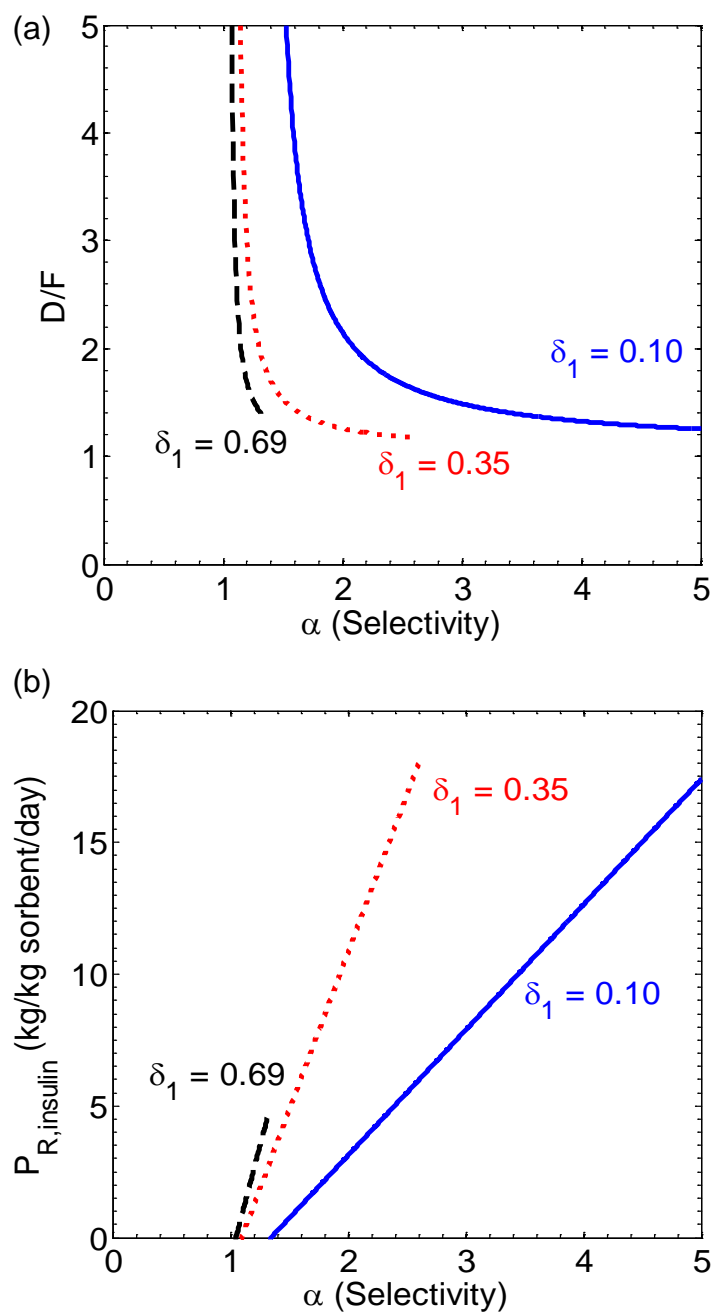 (a)
5
4
3
2
1
0
D/F
δ1 = 0.10
δ1 = 0.69
δ1 = 0.35
0 1 2 3 4 5
α (Selectivity)
(b)
20
15
10
5
0
PR,insulin (kg/kg sorbent/day)
δ1 = 0.35
δ1 = 0.10
δ1 = 0.69
0 1 2 3 4 5
α (Selectivity)